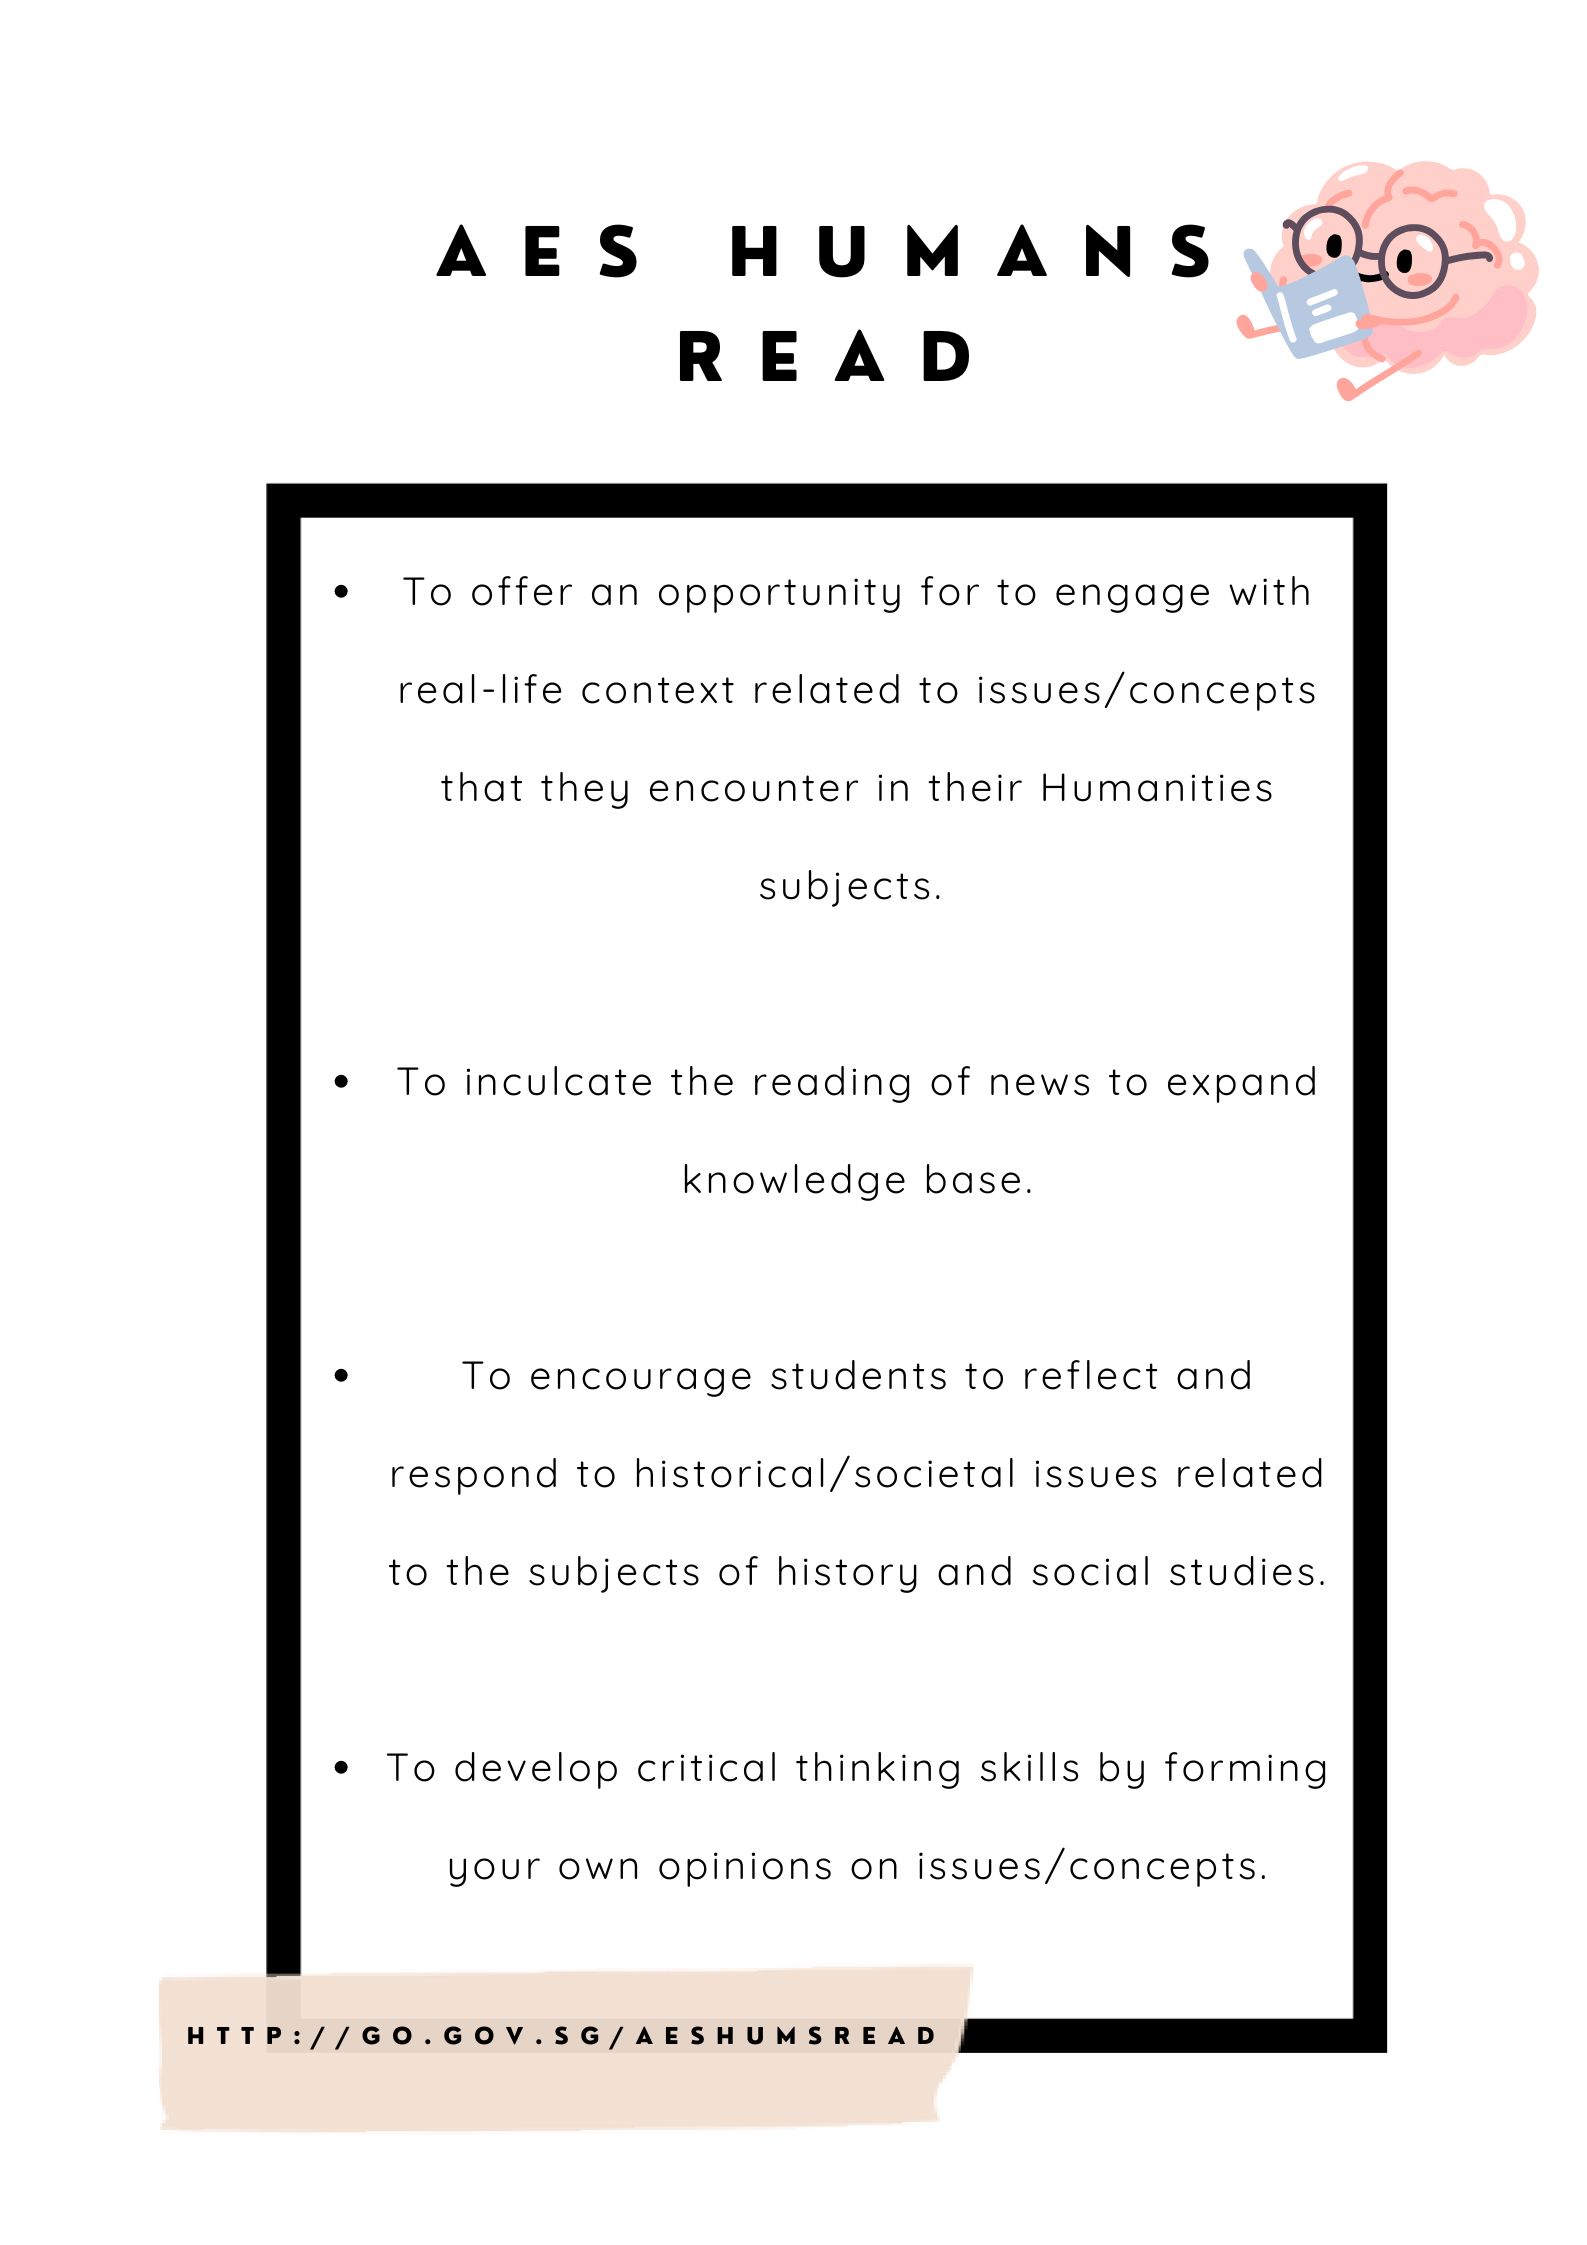 AES HUMANS
READ
• To offer an opportunity for to engage with
real-life context related to issues/concepts
that they encounter in their Humanities
subjects.
• To inculcate the reading of news to expand
knowledge base.
• To encourage students to reflect and
respond to historical/societal issues related
to the subjects of history and social studies.
• To develop critical thinking skills by forming
your own opinions on issues/concepts.
HTTP://GO.GOV.SG/AESHUMSREAD